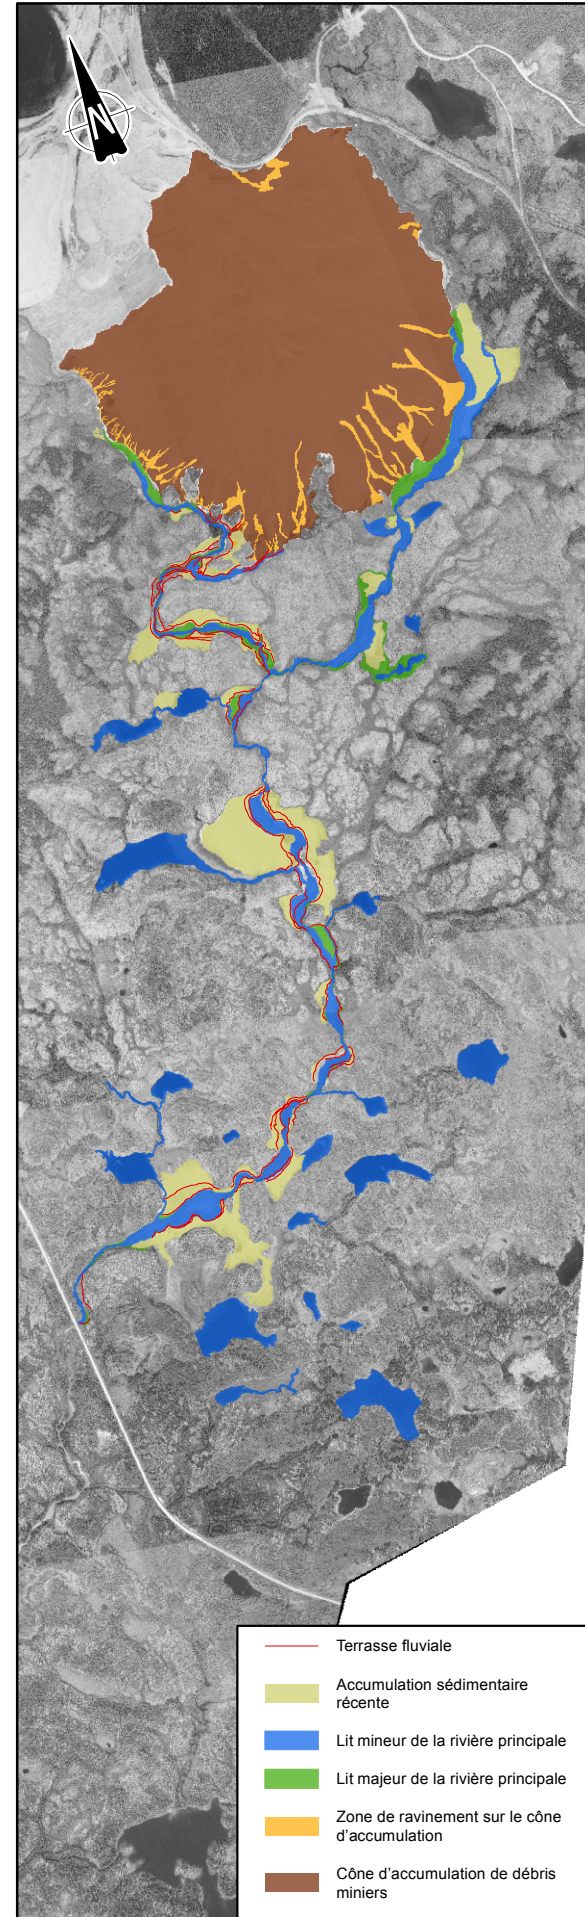 N
Terrasse fluviale
Accumulation sédimentaire
récente
Lit mineur de la rivière principale
Lit majeur de la rivière principale
Zone de ravinement sur le cône
d'accumulation
Cône d'accumulation de débris
miniers